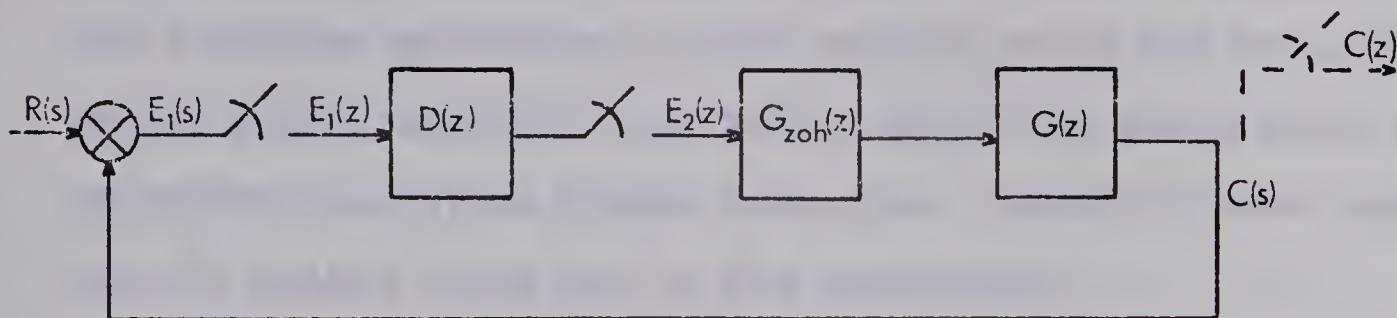 C(z)
R(s) E₁(s) E₁(z) D(z) E₂(z) G_zoh(z) G(z)
C(s)